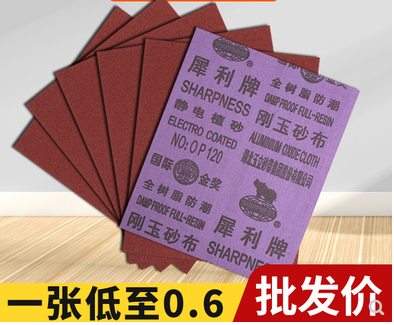 犀利牌
SHARPNESS
静电植砂
ELECTRO COATED
NO:OP120
国际 金奖
全树脂防潮
DAMP PROOF FULL-RESIN
刚玉砂布
全树脂防潮
DAMP PROOF FULL-RESIN
刚玉砂布
ALUMINIUM OXIDE CLOTH
犀利牌
SHARPNESS
一张低至0.6
批发价